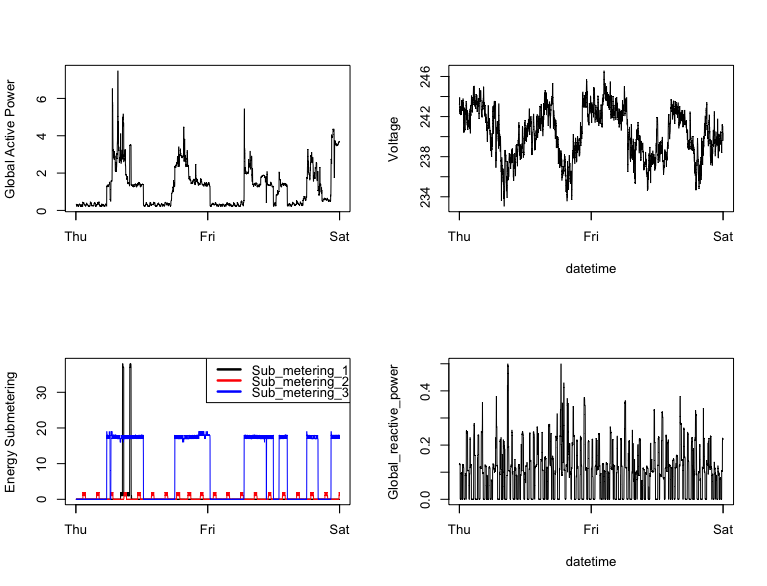 Global Active Power
6
4
2
0
Thu
Fri
Sat
Voltage
246
242
238
234
Thu
Fri
Sat
datetime
Energy Submetering
30
20
10
0
Sub_metering_1
Sub_metering_2
Sub_metering_3
Thu
Fri
Sat
Global_reactive_power
0.4
0.2
0.0
Thu
Fri
Sat
datetime